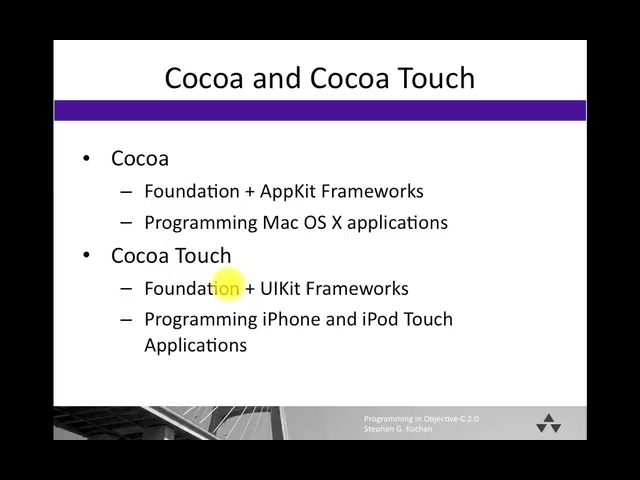 Cocoa and Cocoa Touch
• Cocoa
– Foundation + AppKit Frameworks
– Programming Mac OS X applications
• Cocoa Touch
– Foundation + UIKit Frameworks
– Programming iPhone and iPod Touch
Applications
Programming in Objective-C 2.0
Stephen G. Kochan